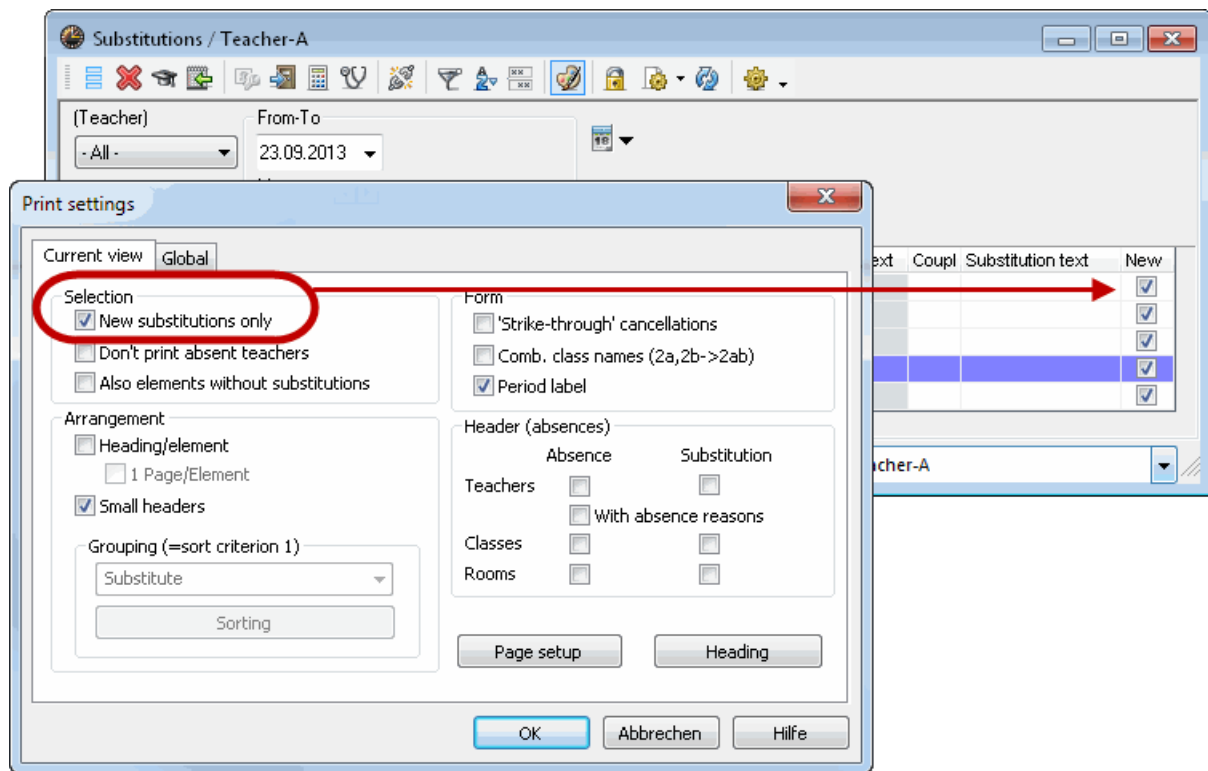 Substitutions / Teacher-A
(Teacher) From-To
- All - 23.09.2013
Print settings
Current view Global
ext Coupl Substitution text New
Selection
New substitutions only
Don't print absent teachers
Also elements without substitutions
Form
'Strike-through' cancellations
Comb. class names (2a,2b->2ab)
Period label
Arrangement
Heading/element
1 Page/Element
Small headers
Grouping (=sort criterion 1)
Substitute
Sorting
Header (absences)
Absence Substitution
Teachers
With absence reasons
Classes
Rooms
acher-A
Page setup Heading
OK Abbrechen Hilfe